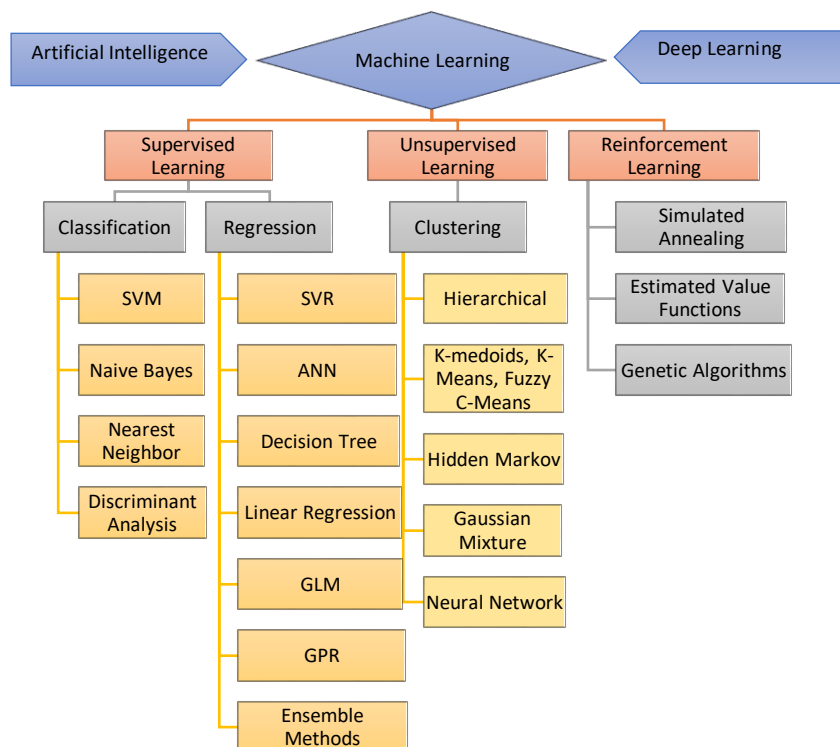 Artificial Intelligence
Machine Learning
Deep Learning
Supervised
Learning
Unsupervised
Learning
Reinforcement
Learning
Classification
Regression
Clustering
Simulated
Annealing
SVM
SVR
Hierarchical
Estimated Value
Functions
Naive Bayes
ANN
K-medoids, K-
Means, Fuzzy
C-Means
Genetic Algorithms
Nearest
Neighbor
Decision Tree
Hidden Markov
Discriminant
Analysis
Linear Regression
Gaussian
Mixture
GLM
Neural Network
GPR
Ensemble
Methods